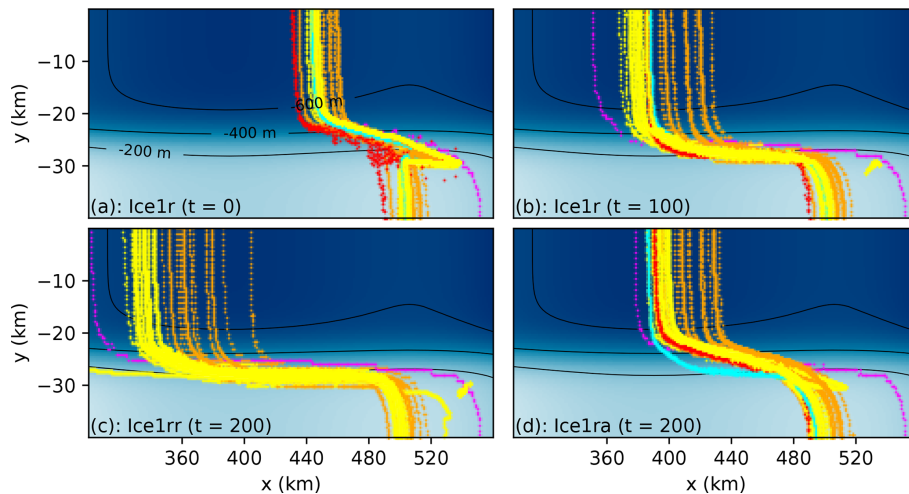 −10
−20
−30
y (km)
-600 m
-400 m
-200 m
(a): Ice1r (t = 0)
(b): Ice1r (t = 100)
−10
−20
−30
y (km)
(c): Ice1rr (t = 200)
(d): Ice1ra (t = 200)
360 400 440 480 520
360 400 440 480 520
x (km)
x (km)